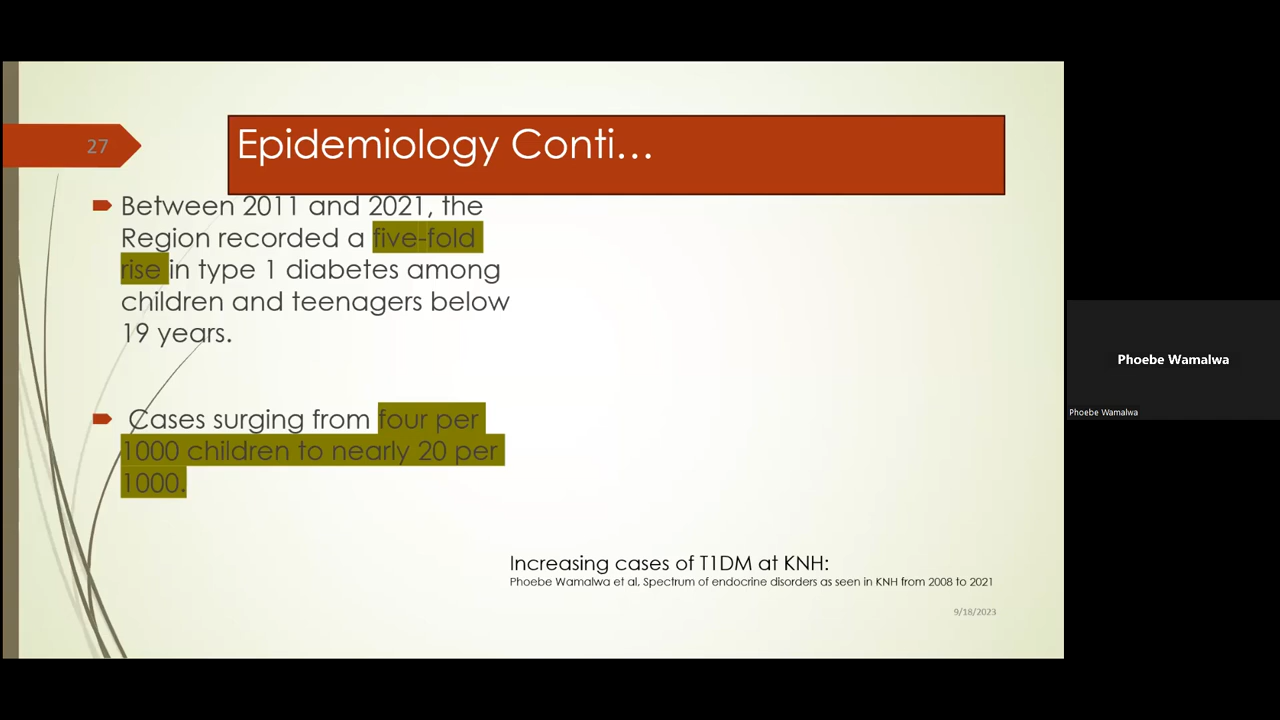 27
Epidemiology Conti...
Between 2011 and 2021, the
Region recorded a five-fold
rise in type 1 diabetes among
children and teenagers below
19 years.
Cases surging from four per
1000 children to nearly 20 per
1000.
Increasing cases of T1DM at KNH:
Phoebe Wamalwa et al, Spectrum of endocrine disorders as seen in KNH from 2008 to 2021
9/18/2023
Phoebe Wamalwa
Phoebe Wamalwa